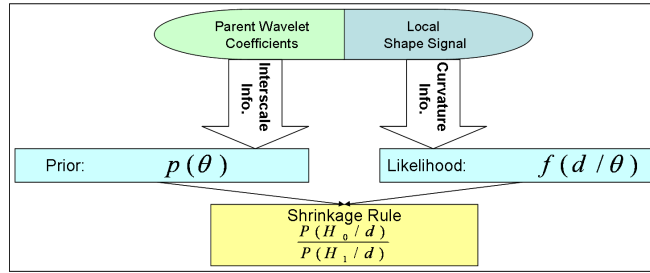 Parent Wavelet
Coefficients
Local
Shape Signal
Interscale
Info.
Curvature
Info.
Prior: p(θ)
Likelihood: f(d/θ)
Shrinkage Rule
P(H₀/d)
P(H₁/d)